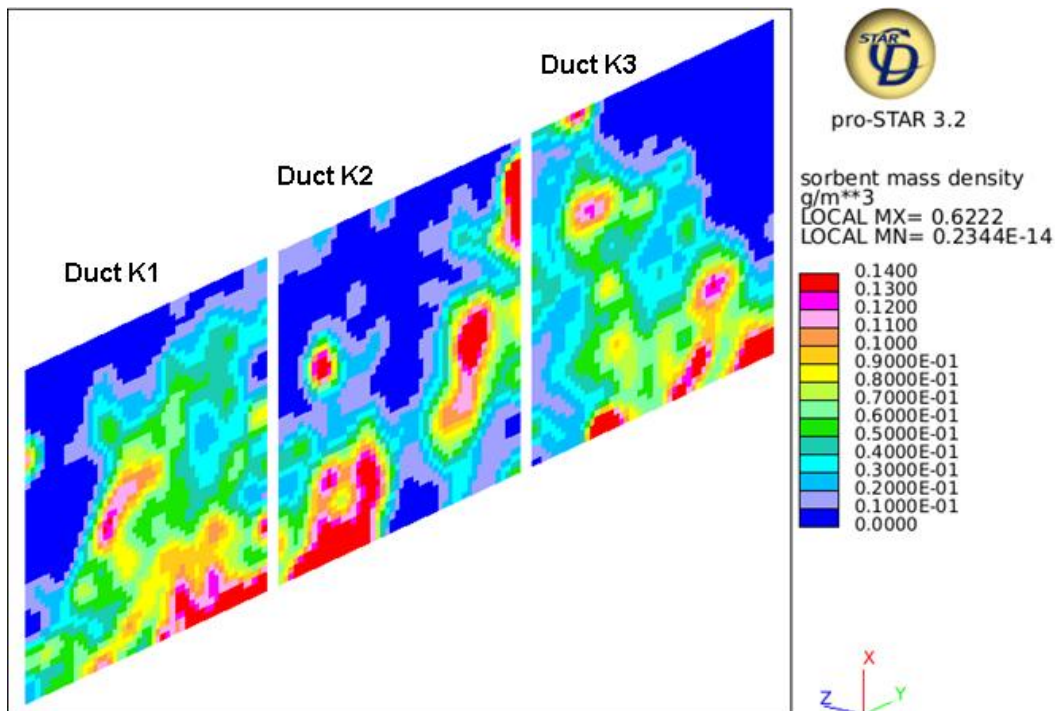 Duct K3
Duct K2
Duct K1
STAR
CD
pro-STAR 3.2
sorbent mass density
g/m**3
LOCAL MX= 0.6222
LOCAL MN= 0.2344E-14
0.1400
0.1300
0.1200
0.1100
0.1000
0.9000E-01
0.8000E-01
0.7000E-01
0.6000E-01
0.5000E-01
0.4000E-01
0.3000E-01
0.2000E-01
0.1000E-01
0.0000
X
Z
Y